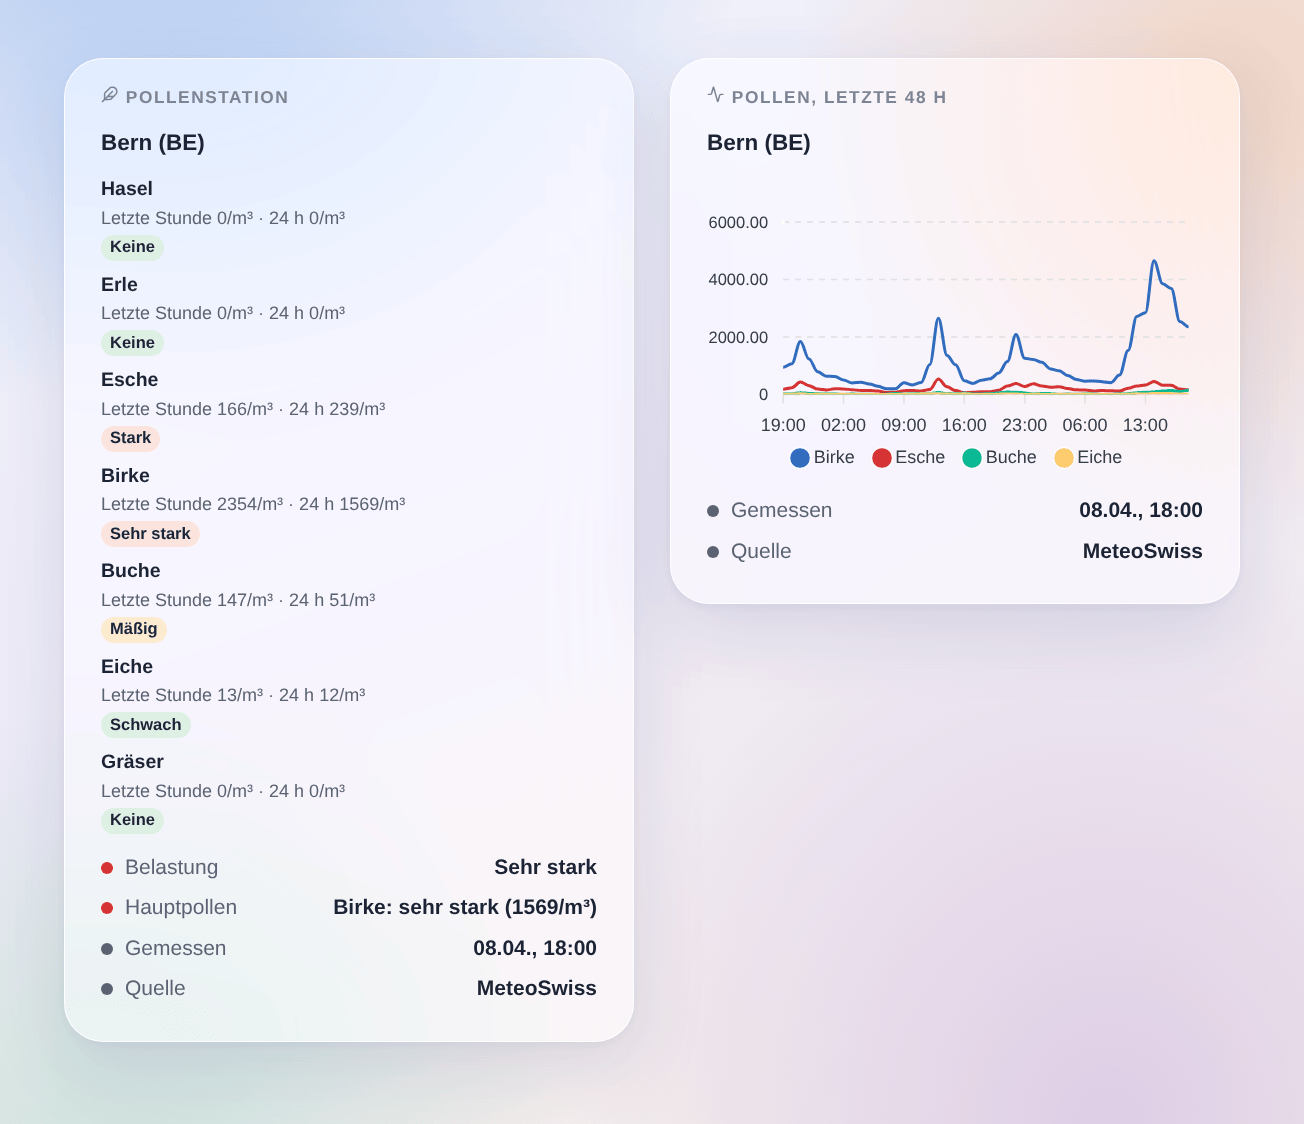 POLLENSTATION
Bern (BE)
Hasel
Letzte Stunde 0/m³ · 24 h 0/m³
Keine
Erle
Letzte Stunde 0/m³ · 24 h 0/m³
Keine
Esche
Letzte Stunde 166/m³ · 24 h 239/m³
Stark
Birke
Letzte Stunde 2354/m³ · 24 h 1569/m³
Sehr stark
Buche
Letzte Stunde 147/m³ · 24 h 51/m³
Mäßig
Eiche
Letzte Stunde 13/m³ · 24 h 12/m³
Schwach
Gräser
Letzte Stunde 0/m³ · 24 h 0/m³
Keine
Belastung Sehr stark
Hauptpollen Birke: sehr stark (1569/m³)
Gemessen 08.04., 18:00
Quelle MeteoSwiss
POLLEN, LETZTE 48 H
Bern (BE)
6000.00
4000.00
2000.00
0
19:00 02:00 09:00 16:00 23:00 06:00 13:00
Birke Esche Buche Eiche
Gemessen 08.04., 18:00
Quelle MeteoSwiss